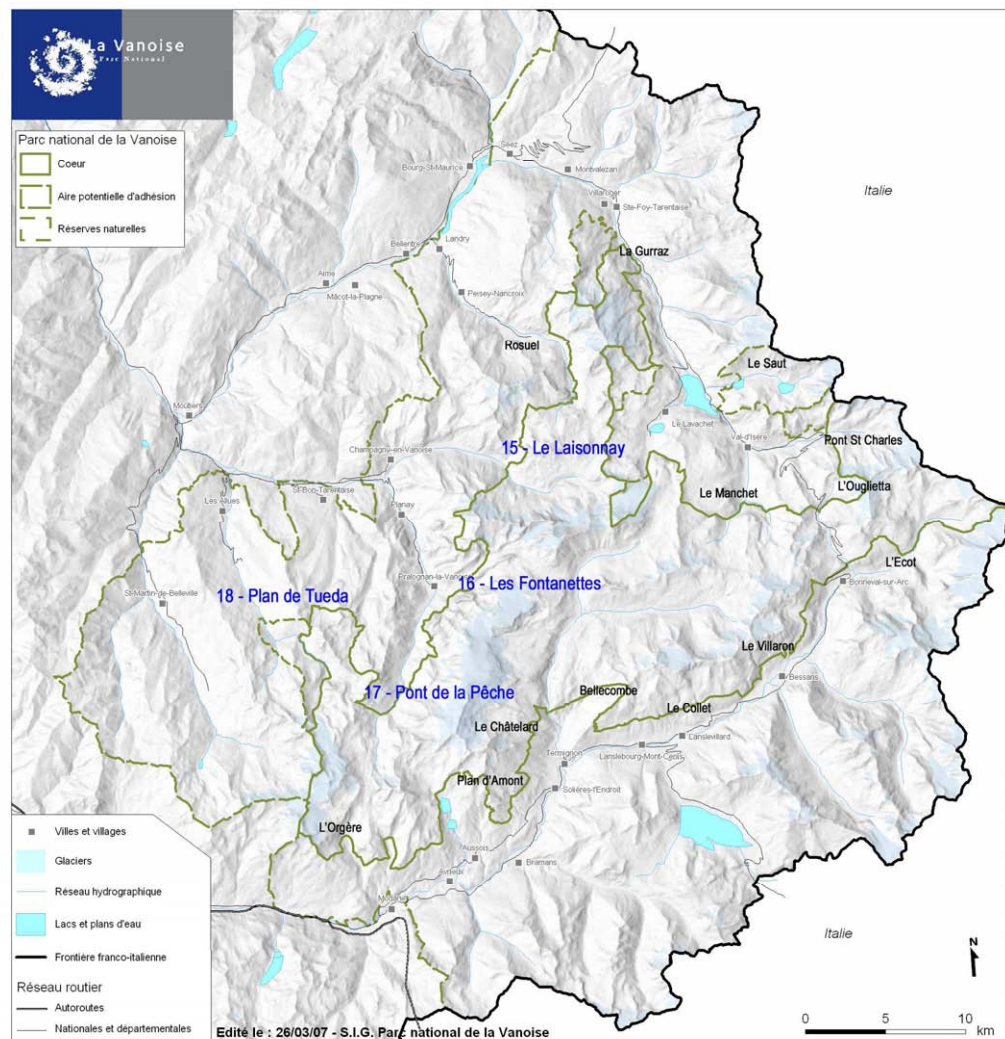 La Vanoise
Parc National
Parc national de la Vanoise
Coeur
Aire potentielle d'adhésion
Réserves naturelles
Séez
Bourg-St-Maurice
Montvalezan
Villaroger
Ste-Foy-Tarentaise
Italie
La Gurraz
Bellentre
Landry
Aime
Mâcot-la-Plagne
Peisey-Nancroix
Rosuel
Le Saut
Moûtiers
Le Lavachet
Val-d'Isère
Pont St Charles
15 - Le Laisonnay
Champagny-en-Vanoise
Le Manchet
L'Ouglietta
Les Allues
St-Bon-Tarentaise
Planay
L'Ecot
Pralognan-la-Vanoise
16 - Les Fontanettes
Bonneval-sur-Arc
St-Martin-de-Belleville
18 - Plan de Tueda
Le Villaron
Bessans
17 - Pont de la Pêche
Bellecombe
Le Collet
Le Châtelard
Lanslevillard
Lanslebourg-Mont-Cenis
Termignon
Plan d'Amont
Sollières-l'Endroit
L'Orgère
Aussois
Bramans
Avrieux
Modane
Italie
Villes et villages
Glaciers
Réseau hydrographique
Lacs et plans d'eau
Frontière franco-italienne
Réseau routier
Autoroutes
Nationales et départementales
Edité le : 26/03/07 - S.I.G. Parc national de la Vanoise
N
0 5 10
km